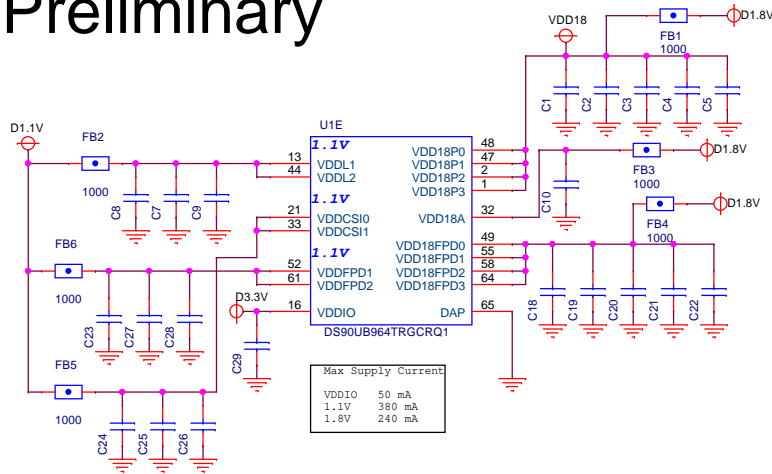 Preliminary
VDD18
D1.8V
FB1
1000
C1
C2
C3
C4
C5
D1.1V
FB2
1000
C8
C7
C9
U1E
1.1V
13 VDDL1
44 VDDL2
1.1V
21 VDDCSI0
33 VDDCSI1
1.1V
52 VDDFPD1
61 VDDFPD2
16 VDDIO
VDD18P0 48
VDD18P1 47
VDD18P2 2
VDD18P3 1
VDD18A 32
VDD18FPD0 49
VDD18FPD1 55
VDD18FPD2 58
VDD18FPD3 64
DAP 65
DS90UB964TRGCRQ1
C10
FB3
1000
D1.8V
FB4
1000
D1.8V
C18
C19
C20
C21
C22
FB6
1000
C23
C27
C28
D3.3V
C29
FB5
1000
C24
C25
C26
Max Supply Current
VDDIO 50 mA
1.1V 380 mA
1.8V 240 mA